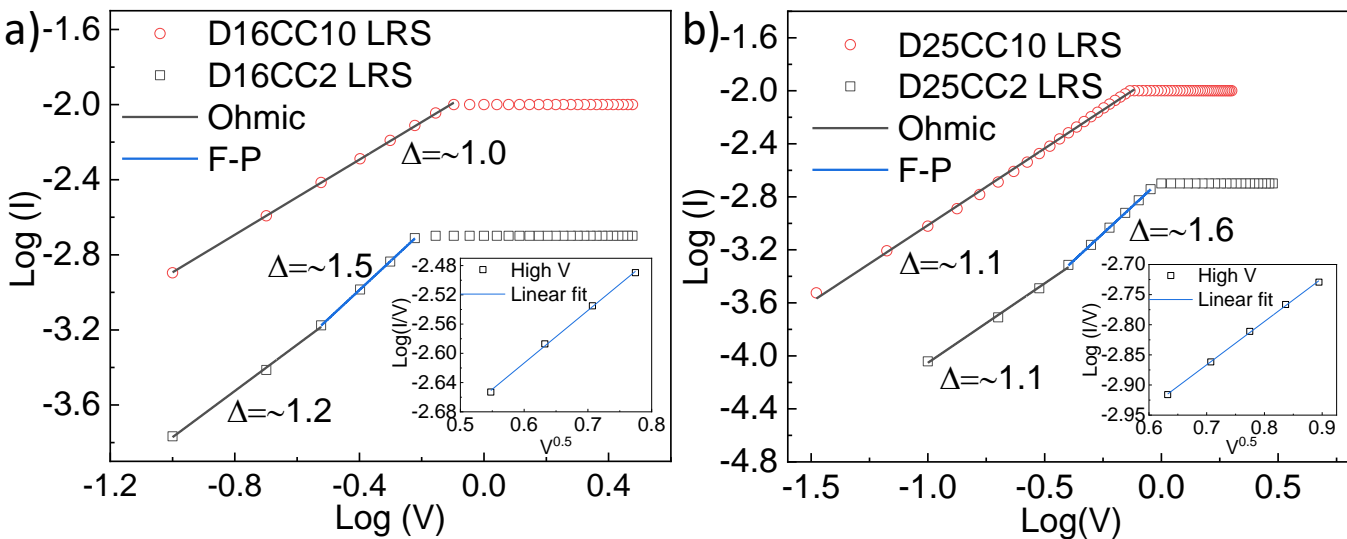 a)
D16CC10 LRS
D16CC2 LRS
Ohmic
F-P
Δ=~1.0
Δ=~1.5
Δ=~1.2
Log (I)
-1.6
-2.0
-2.4
-2.8
-3.2
-3.6
-1.2 -0.8 -0.4 0.0 0.4
Log (V)
High V
Linear fit
Log(I/V)
-2.48
-2.53
-2.56
-2.60
-2.64
-2.68
0.5 0.6 0.7 0.8
V^0.5
b)
D25CC10 LRS
D25CC2 LRS
Ohmic
F-P
Δ=~1.1
Δ=~1.6
Δ=~1.1
Log (I)
-1.6
-2.0
-2.4
-2.8
-3.2
-3.6
-4.0
-4.4
-4.8
-1.5 -1.0 -0.5 0.0 0.5
Log(V)
High V
Linear fit
Log (I/V)
-2.70
-2.75
-2.80
-2.85
-2.90
-2.95
0.6 0.7 0.8 0.9
V^0.5